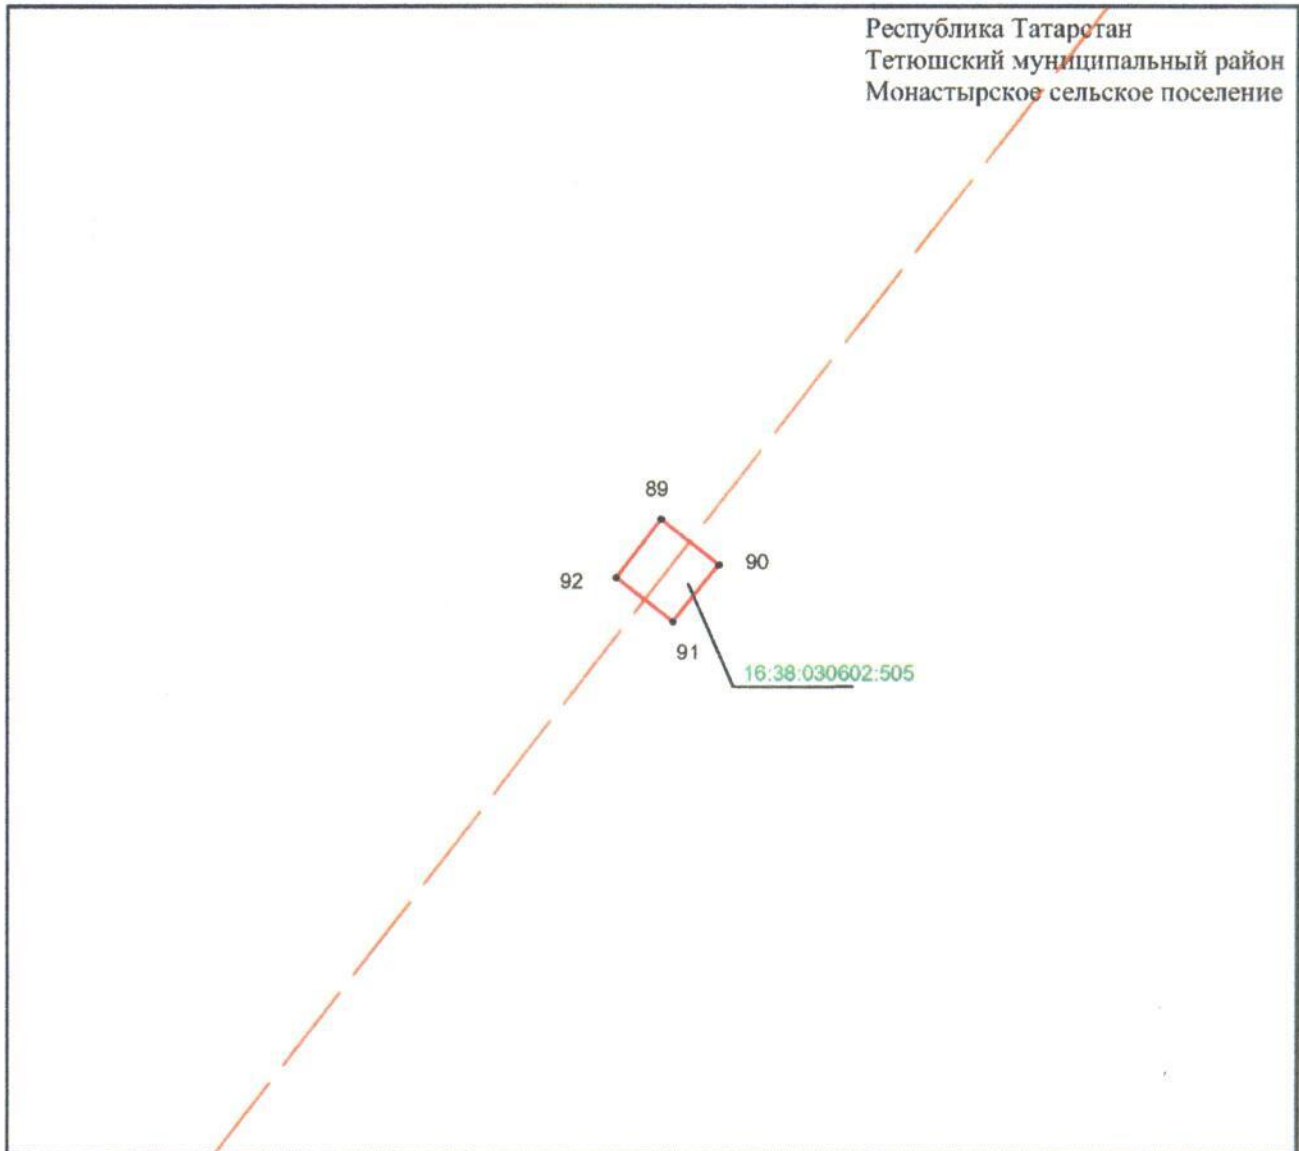 Республика Татарстан
Тетюшский муниципальный район
Монастырское сельское поселение
89
90
92
91
16:38:030602:505